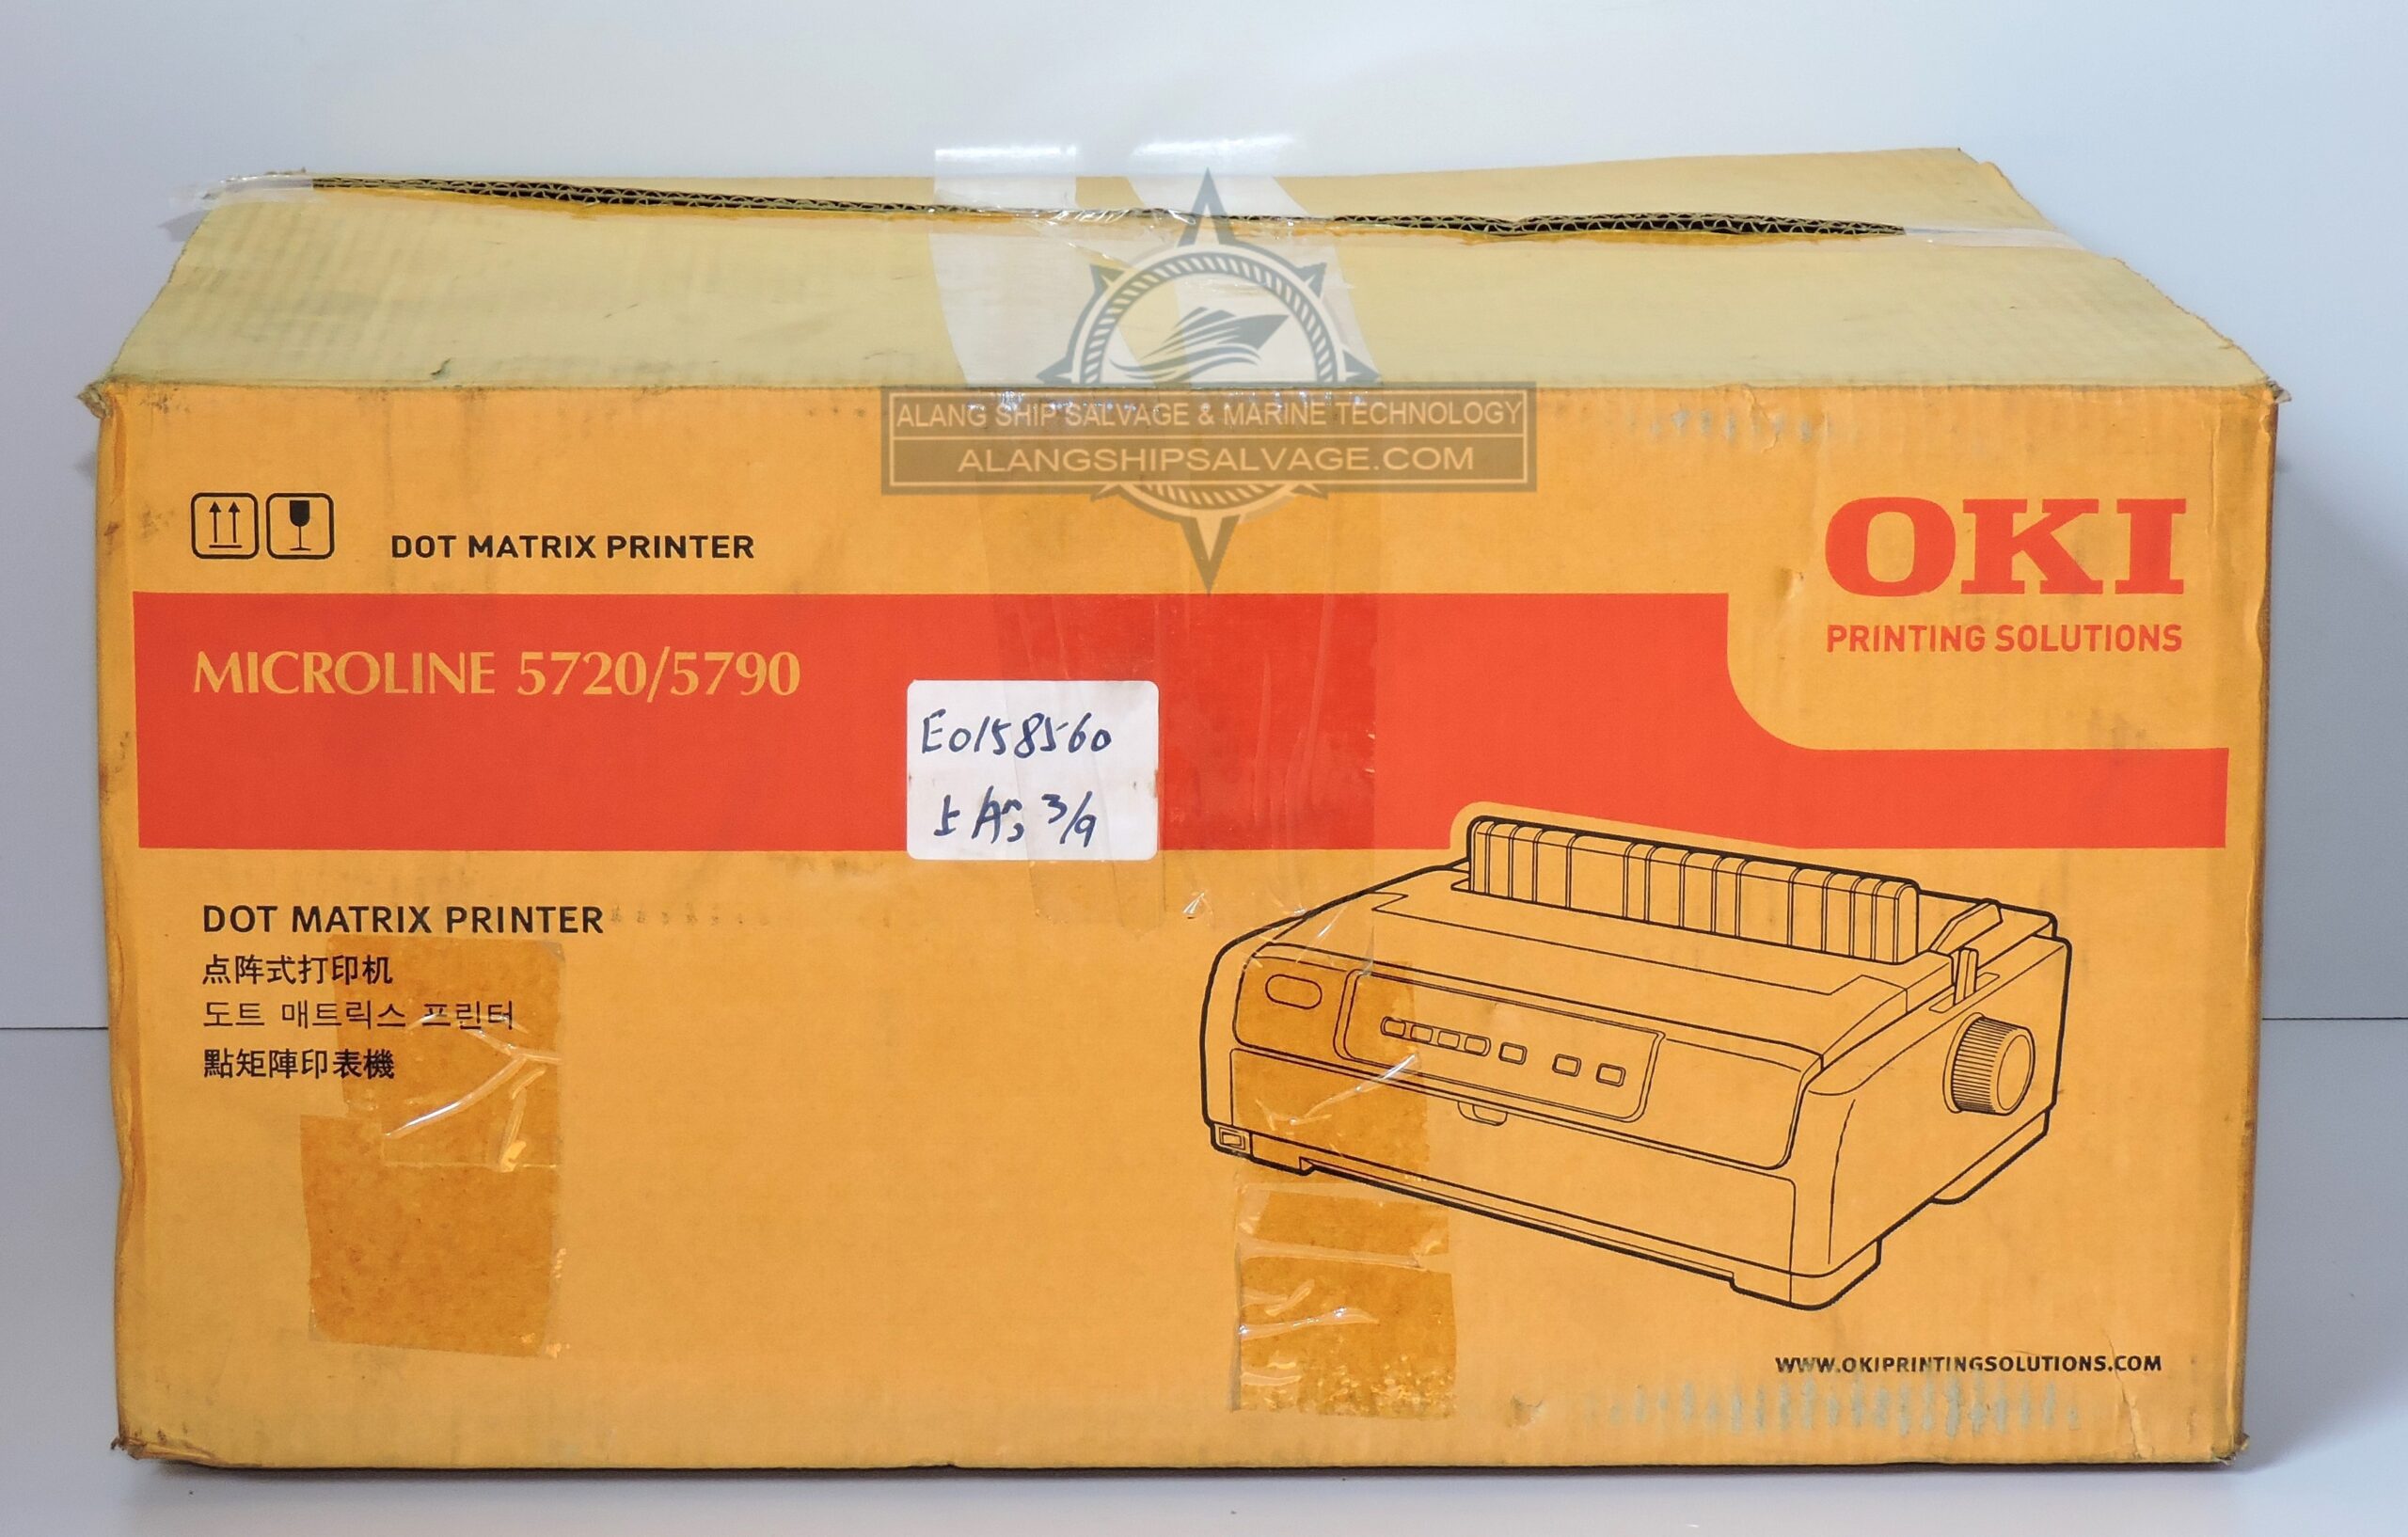 ALANG SHIP SALVAGE & MARINE TECHNOLOGY
ALANGSHIPSALVAGE.COM
DOT MATRIX PRINTER
OKI
PRINTING SOLUTIONS
MICROLINE 5720/5790
E0158560
3/9
DOT MATRIX PRINTER
点阵式打印机
도트 매트릭스 프린터
點矩陣印表機
WWW.OKIPRINTINGSOLUTIONS.COM